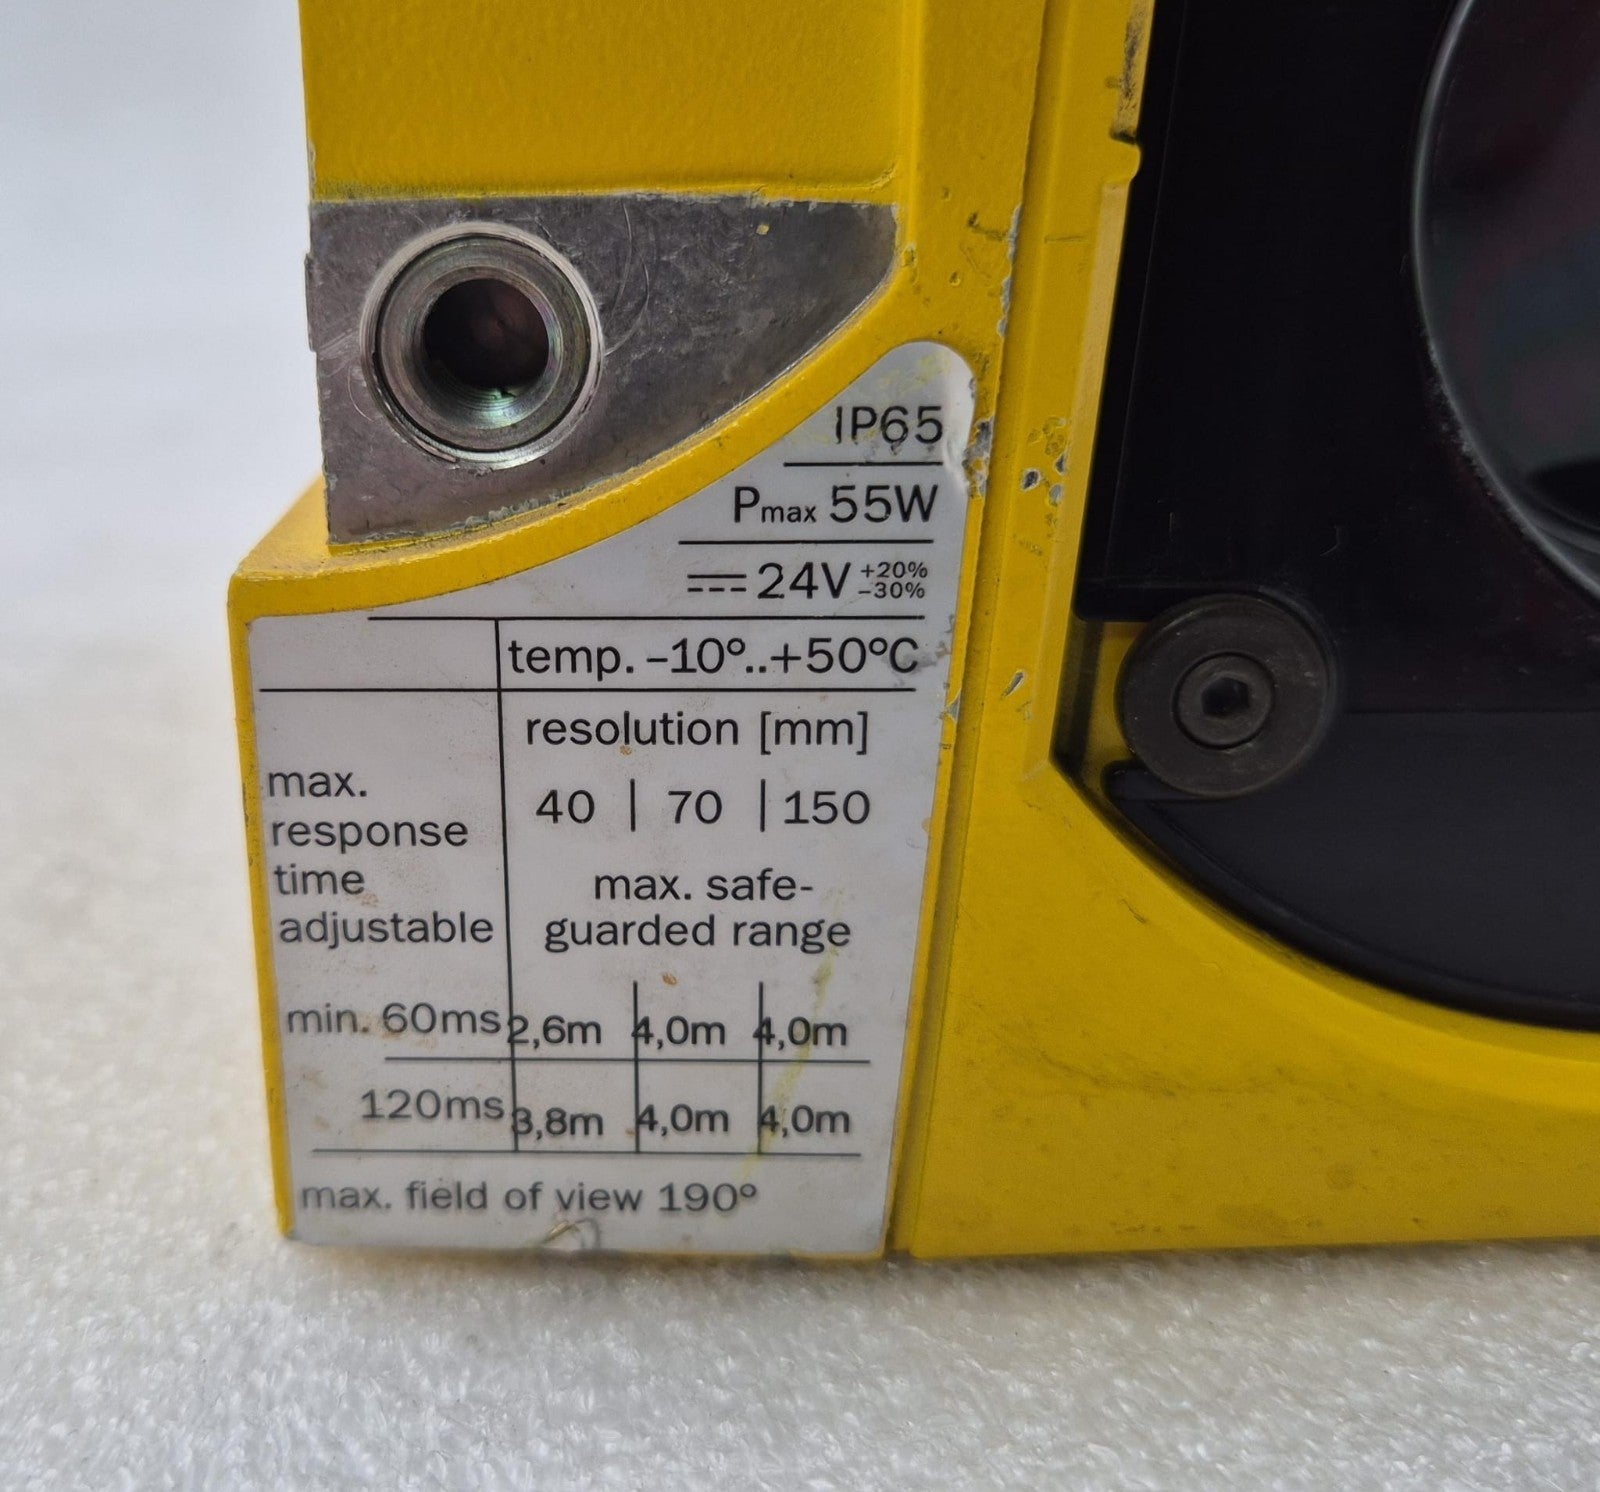 IP65
Pmax 55W
⎓ 24V +20% –30%
temp. –10°..+50°C
resolution [mm]
40 | 70 | 150
max.
response
time
adjustable
max. safe-
guarded range
min. 60ms 2,6m 4,0m 4,0m
120ms 3,8m 4,0m 4,0m
max. field of view 190°